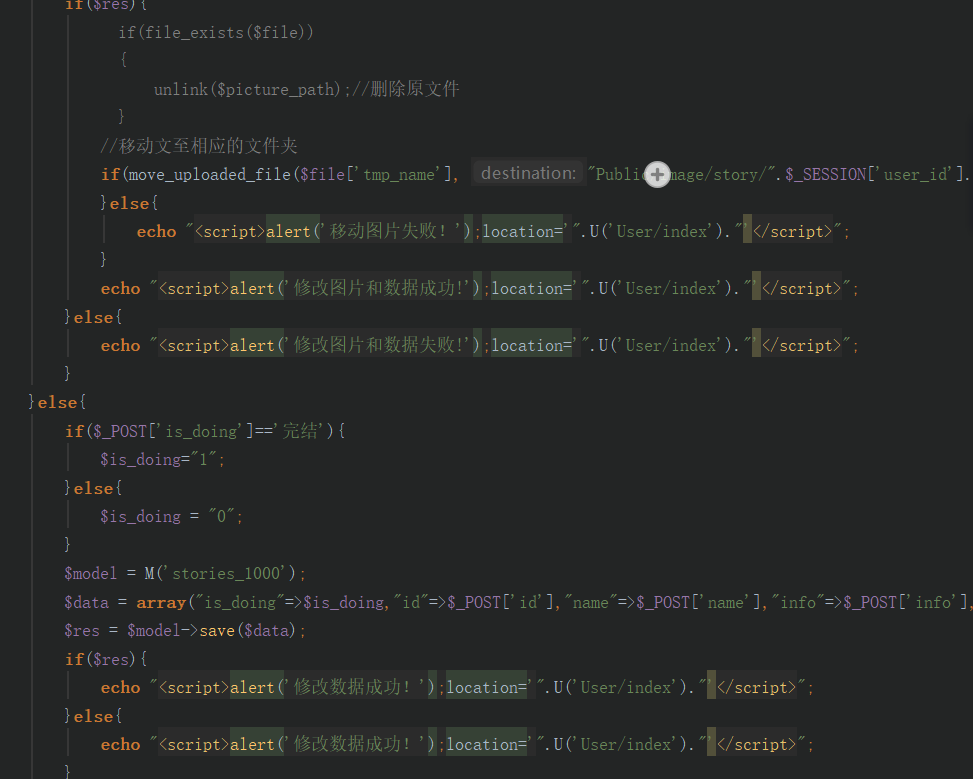 if($res){
if(file_exists($file))
{
unlink($picture_path);//删除原文件
}
//移动文至相应的文件夹
if(move_uploaded_file($file['tmp_name'], destination: "Publi mage/story/".$_SESSION['user_id'].
}else{
echo "<script>alert('移动图片失败！');location='".U('User/index')."'</script>";
}
echo "<script>alert('修改图片和数据成功!');location='".U('User/index')."'</script>";
}else{
echo "<script>alert('修改图片和数据失败!');location='".U('User/index')."'</script>";
}
}else{
if($_POST['is_doing']=='完结'){
$is_doing="1";
}else{
$is_doing = "0";
}
$model = M('stories_1000');
$data = array("is_doing"=>$is_doing,"id"=>$_POST['id'],"name"=>$_POST['name'],"info"=>$_POST['info'],
$res = $model->save($data);
if($res){
echo "<script>alert('修改数据成功！');location='".U('User/index')."'</script>";
}else{
echo "<script>alert('修改数据成功！');location='".U('User/index')."'</script>";
}